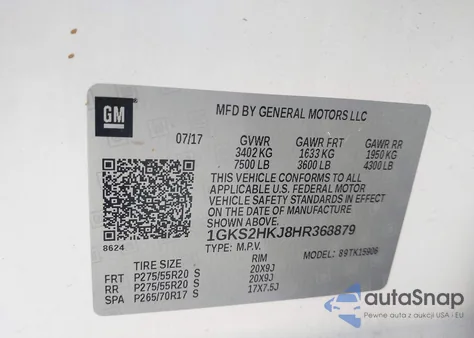 GM
MFD BY GENERAL MOTORS LLC
07/17 GVWR GAWR FRT GAWR RR
3402 KG 1633 KG 1950 KG
7500 LB 3600 LB 4300 LB
THIS VEHICLE CONFORMS TO ALL
APPLICABLE U.S. FEDERAL MOTOR
VEHICLE SAFETY STANDARDS IN
EFFECT ON THE DATE OF MANUFACTURE
SHOWN ABOVE.
1GKS2HKJ8HR368879
TYPE: M.P.V. MODEL:
8624
TIRE SIZE RIM
FRT P275/55R20 S 20X9J
RR P275/55R20 S 20X9J
SPA P265/70R17 S 17X7.5J
autoSnap
Pewny zakup z aukcji USA i EU